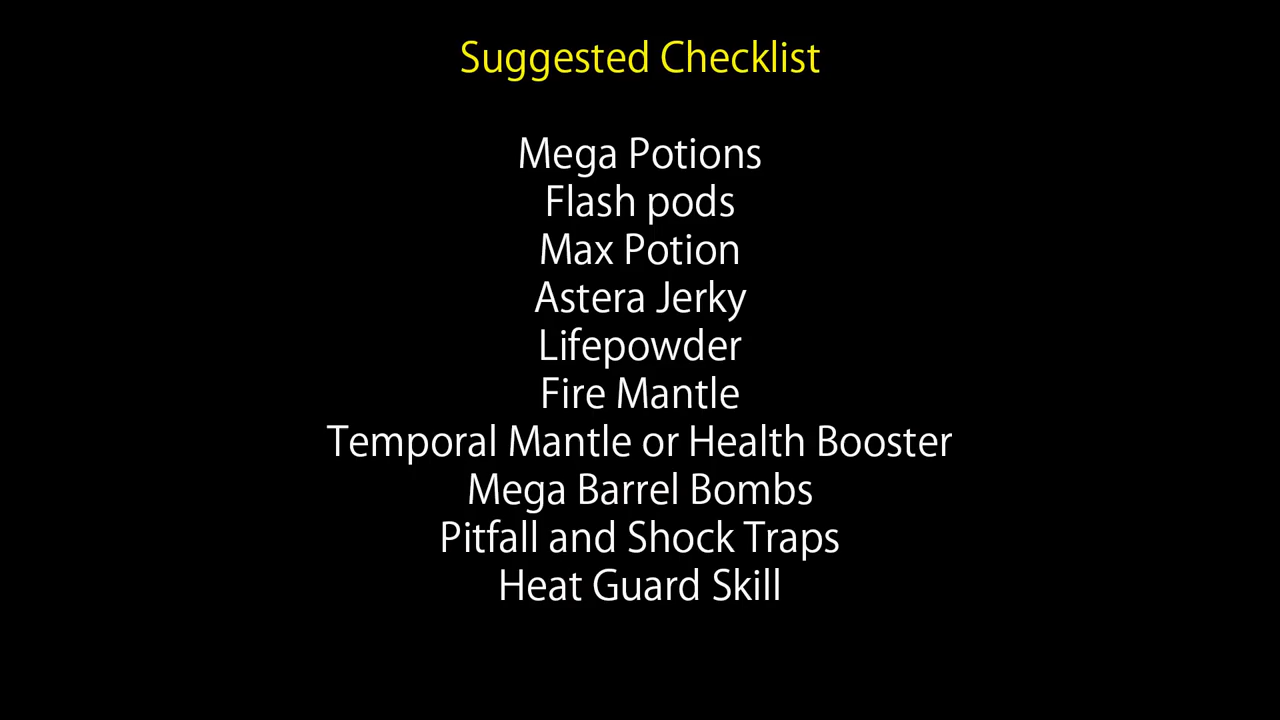 Suggested Checklist
Mega Potions
Flash pods
Max Potion
Astera Jerky
Lifepowder
Fire Mantle
Temporal Mantle or Health Booster
Mega Barrel Bombs
Pitfall and Shock Traps
Heat Guard Skill